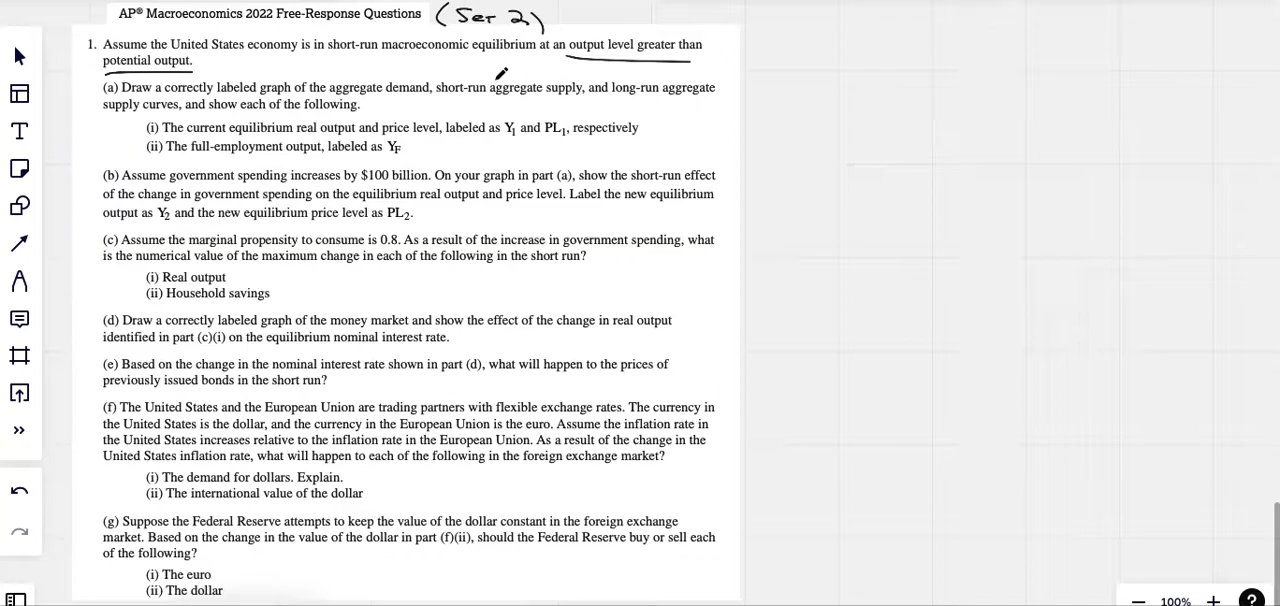 AP® Macroeconomics 2022 Free-Response Questions (Set 2)
1. Assume the United States economy is in short-run macroeconomic equilibrium at an output level greater than
potential output.
(a) Draw a correctly labeled graph of the aggregate demand, short-run aggregate supply, and long-run aggregate
supply curves, and show each of the following.
(i) The current equilibrium real output and price level, labeled as Y₁ and PL₁, respectively
(ii) The full-employment output, labeled as Y_F
(b) Assume government spending increases by $100 billion. On your graph in part (a), show the short-run effect
of the change in government spending on the equilibrium real output and price level. Label the new equilibrium
output as Y₂ and the new equilibrium price level as PL₂.
(c) Assume the marginal propensity to consume is 0.8. As a result of the increase in government spending, what
is the numerical value of the maximum change in each of the following in the short run?
(i) Real output
(ii) Household savings
(d) Draw a correctly labeled graph of the money market and show the effect of the change in real output
identified in part (c)(i) on the equilibrium nominal interest rate.
(e) Based on the change in the nominal interest rate shown in part (d), what will happen to the prices of
previously issued bonds in the short run?
(f) The United States and the European Union are trading partners with flexible exchange rates. The currency in
the United States is the dollar, and the currency in the European Union is the euro. Assume the inflation rate in
the United States increases relative to the inflation rate in the European Union. As a result of the change in the
United States inflation rate, what will happen to each of the following in the foreign exchange market?
(i) The demand for dollars. Explain.
(ii) The international value of the dollar
(g) Suppose the Federal Reserve attempts to keep the value of the dollar constant in the foreign exchange
market. Based on the change in the value of the dollar in part (f)(ii), should the Federal Reserve buy or sell each
of the following?
(i) The euro
(ii) The dollar
100%